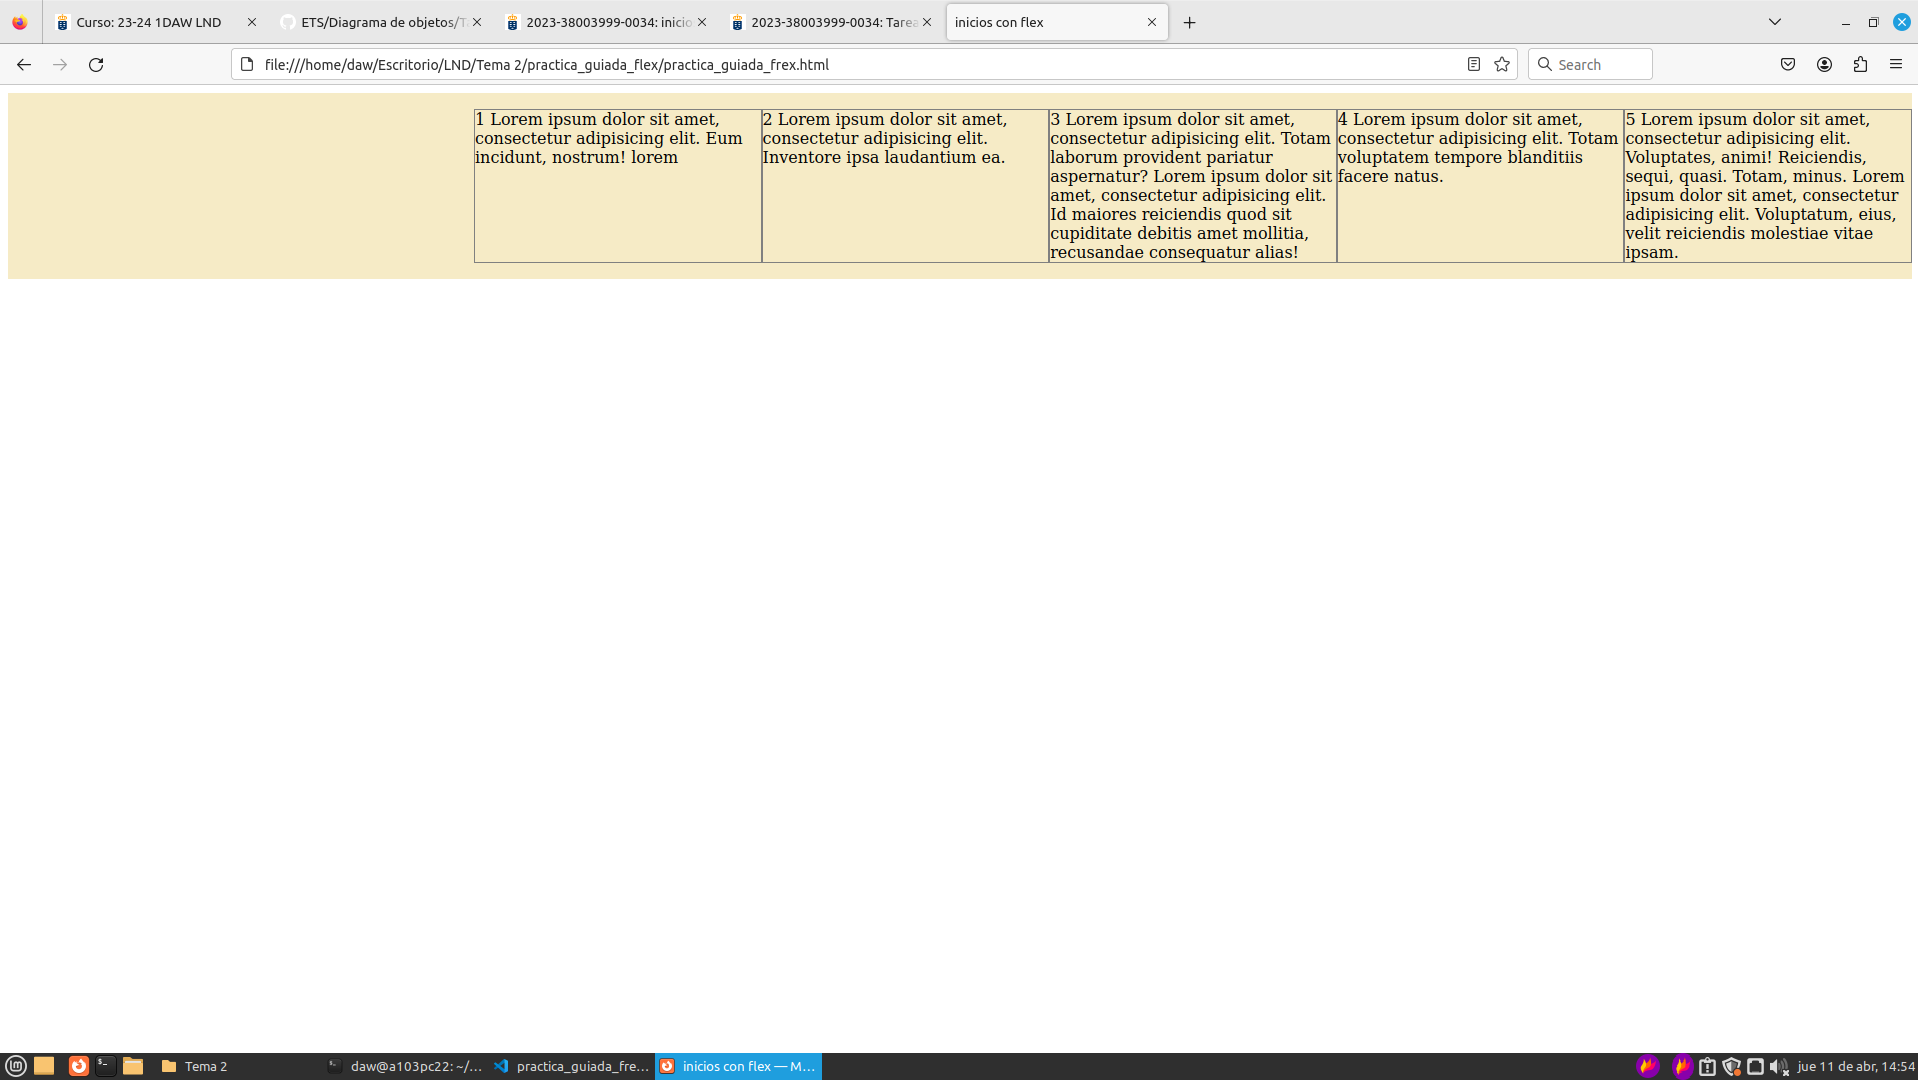 Curso: 23-24 1DAW LND
ETS/Diagrama de objetos/T
2023-38003999-0034: inicio
2023-38003999-0034: Tarea
inicios con flex
file:///home/daw/Escritorio/LND/Tema 2/practica_guiada_flex/practica_guiada_frex.html
Search
1 Lorem ipsum dolor sit amet,
consectetur adipisicing elit. Eum
incidunt, nostrum! lorem
2 Lorem ipsum dolor sit amet,
consectetur adipisicing elit.
Inventore ipsa laudantium ea.
3 Lorem ipsum dolor sit amet,
consectetur adipisicing elit. Totam
laborum provident pariatur
aspernatur? Lorem ipsum dolor sit
amet, consectetur adipisicing elit.
Id maiores reiciendis quod sit
cupiditate debitis amet mollitia,
recusandae consequatur alias!
4 Lorem ipsum dolor sit amet,
consectetur adipisicing elit. Totam
voluptatem tempore blanditiis
facere natus.
5 Lorem ipsum dolor sit amet,
consectetur adipisicing elit.
Voluptates, animi! Reiciendis,
sequi, quasi. Totam, minus. Lorem
ipsum dolor sit amet, consectetur
adipisicing elit. Voluptatum, eius,
velit reiciendis molestiae vitae
ipsam.
Tema 2
daw@a103pc22: ~/...
practica_guiada_fre...
inicios con flex — M...
jue 11 de abr, 14:54